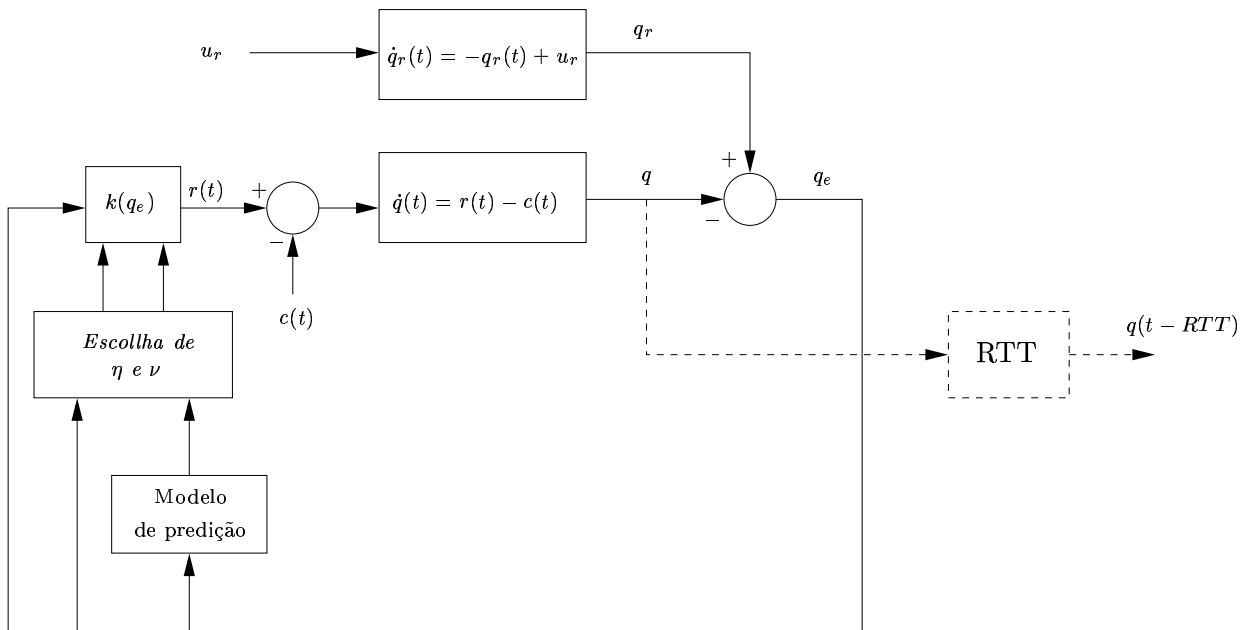 u_r
q̇_r(t) = −q_r(t) + u_r
q_r
+
k(q_e)
r(t)
+
−
q̇(t) = r(t) − c(t)
q
−
q_e
c(t)
Escollha de
η e ν
RTT
q(t − RTT)
Modelo
de predição